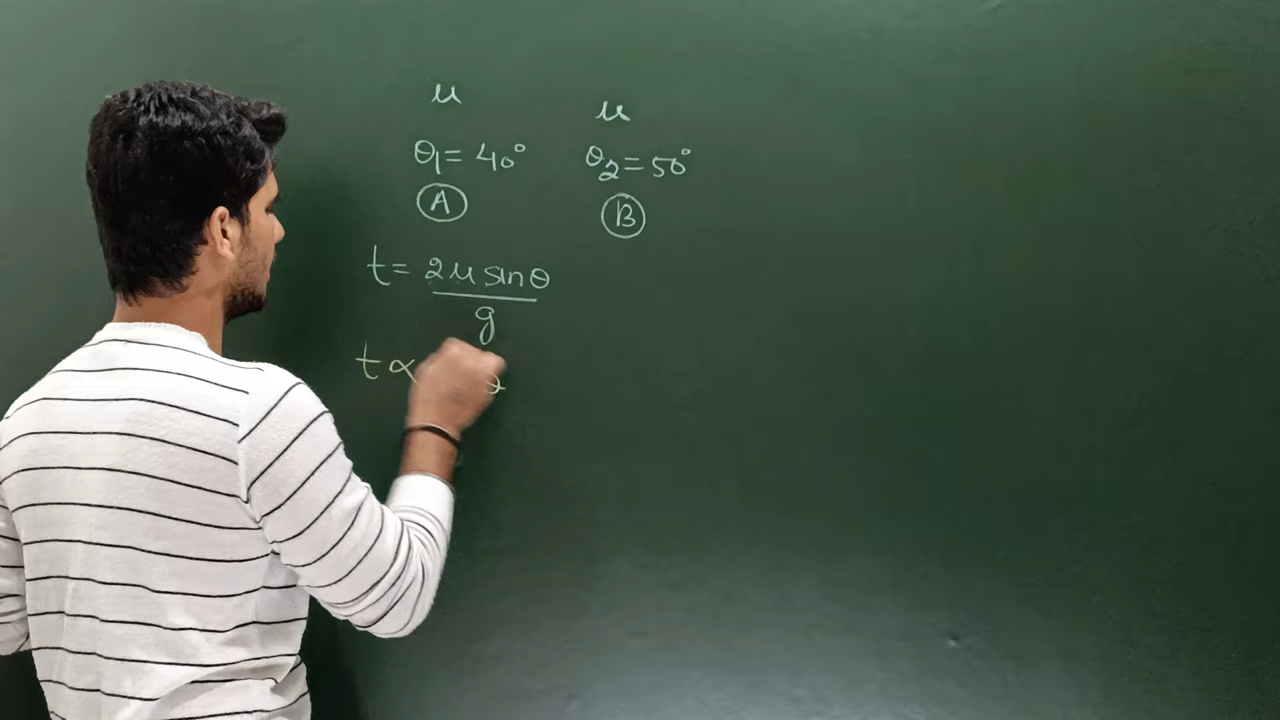 u u
θ₁ = 40° θ₂ = 50°
A B
t = 2u sinθ
g
t ∝ θ